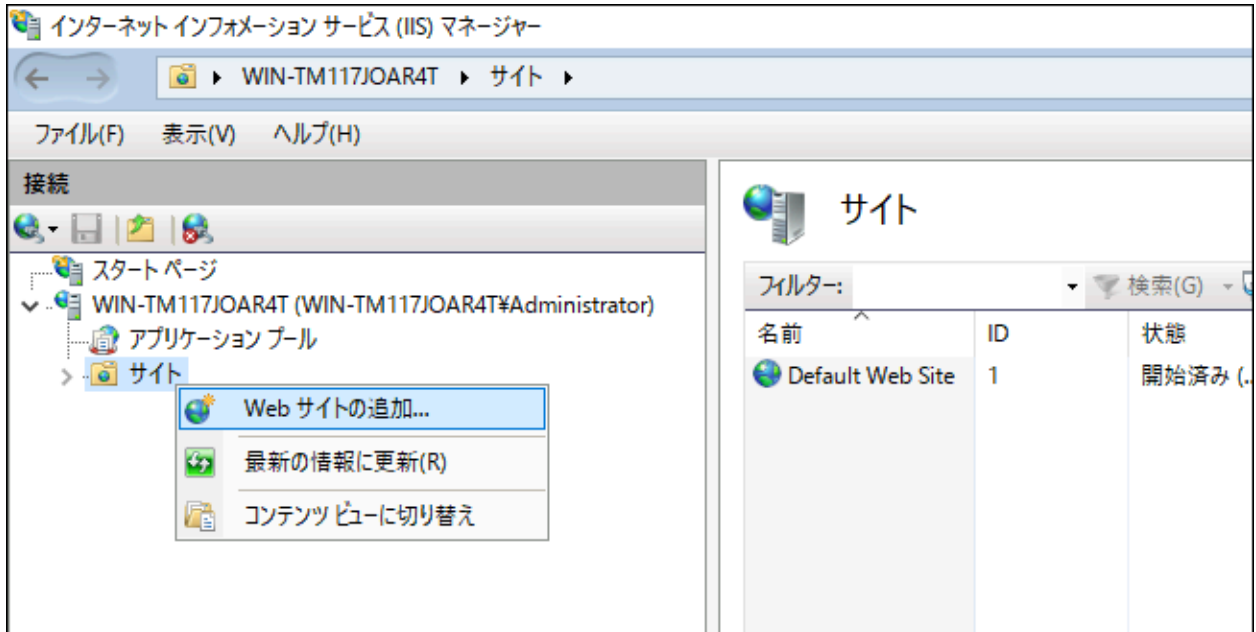 インターネット インフォメーション サービス (IIS) マネージャー
WIN-TM117JOAR4T サイト
ファイル(F) 表示(V) ヘルプ(H)
接続
スタート ページ
WIN-TM117JOAR4T (WIN-TM117JOAR4T¥Administrator)
アプリケーション プール
サイト
Web サイトの追加...
最新の情報に更新(R)
コンテンツ ビューに切り替え
サイト
フィルター: 検索(G)
名前 ID 状態
Default Web Site 1 開始済み (..